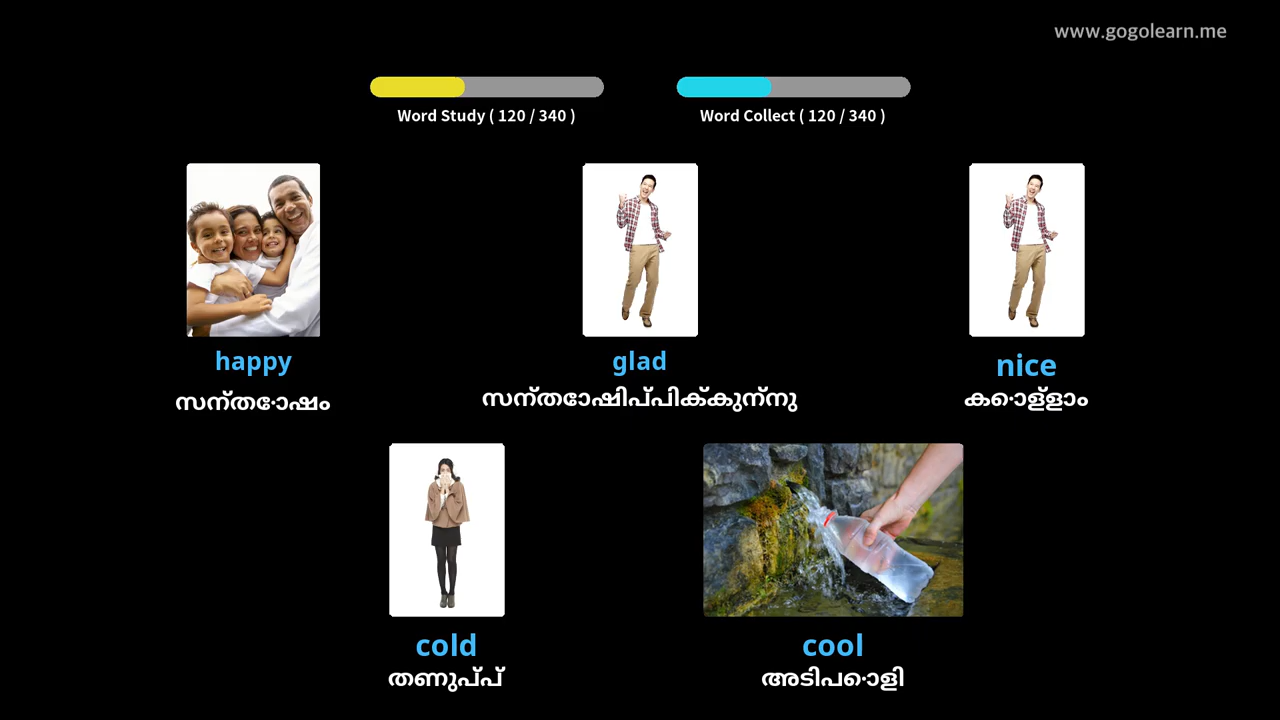 www.gogolearn.me
Word Study ( 120 / 340 )
Word Collect ( 120 / 340 )
happy
glad
nice
സന്തോഷം
സന്തോഷിപ്പിക്കുന്നു
കൊള്ളാം
cold
cool
തണുപ്പ്
അടിപൊളി